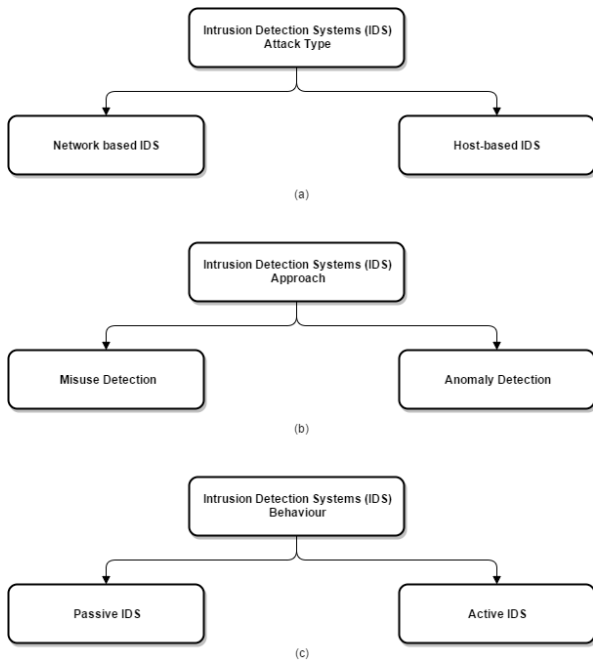 Intrusion Detection Systems (IDS)
Attack Type
Network based IDS
Host-based IDS
(a)
Intrusion Detection Systems (IDS)
Approach
Misuse Detection
Anomaly Detection
(b)
Intrusion Detection Systems (IDS)
Behaviour
Passive IDS
Active IDS
(c)